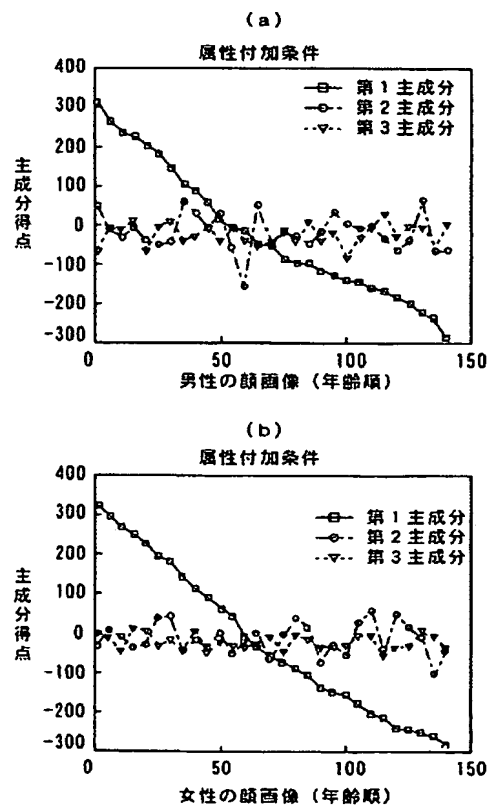 (a)
属性付加条件
400
300
200
100
0
-100
-200
-300
主成分得点
第1主成分
第2主成分
第3主成分
0 50 100 150
男性の顔画像(年齢順)
(b)
属性付加条件
400
300
200
100
0
-100
-200
-300
主成分得点
第1主成分
第2主成分
第3主成分
0 50 100 150
女性の顔画像(年齢順)